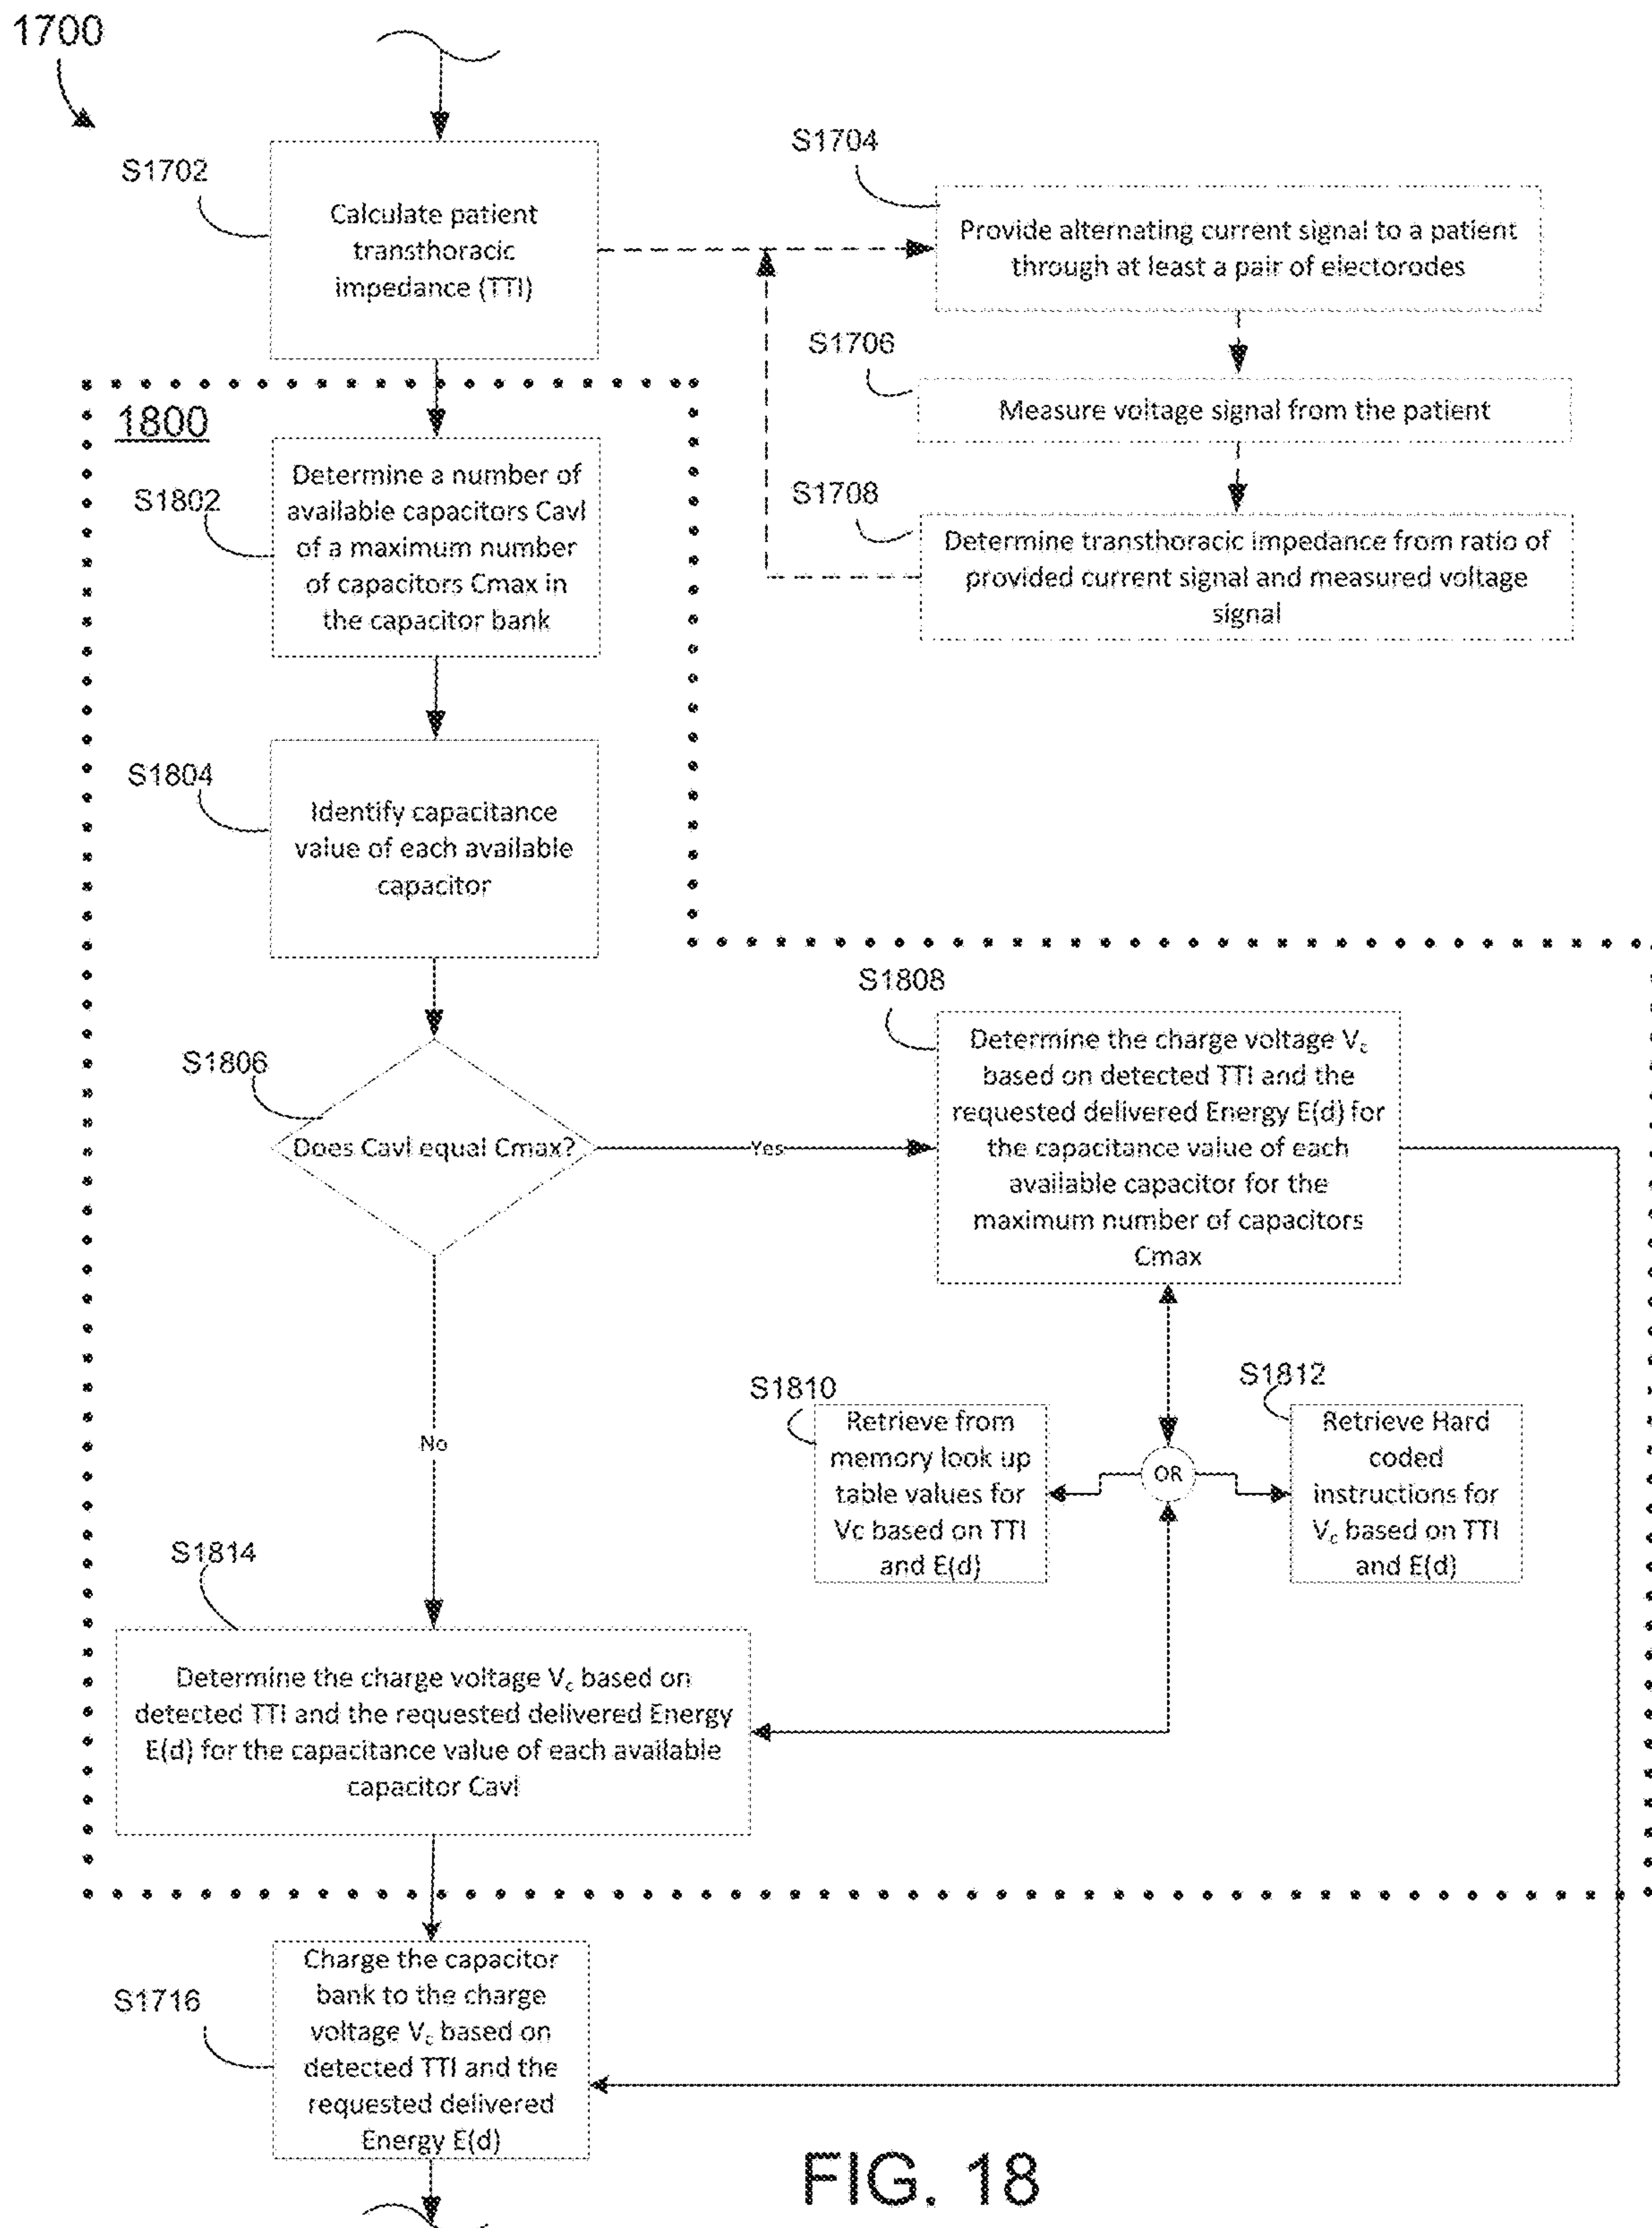 1700
S1702
Calculate patient
transthoracic
impedance (TTI)
S1704
Provide alternating current signal to a patient
through at least a pair of electorodes
S1706
Measure voltage signal from the patient
S1708
Determine transthoracic impedance from ratio of
provided current signal and measured voltage
signal
1800
S1802
Determine a number of
available capacitors Cavl
of a maximum number
of capacitors Cmax in
the capacitor bank
S1804
Identify capacitance
value of each available
capacitor
S1806
Does Cavl equal Cmax?
Yes
No
S1808
Determine the charge voltage Vc
based on detected TTI and the
requested delivered Energy E(d) for
the capacitance value of each
available capacitor for the
maximum number of capacitors
Cmax
S1810
Retrieve from
memory look up
table values for
Vc based on TTI
and E(d)
OR
S1812
Retrieve Hard
coded
instructions for
Vc based on TTI
and E(d)
S1814
Determine the charge voltage Vc based on
detected TTI and the requested delivered Energy
E(d) for the capacitance value of each available
capacitor Cavl
S1716
Charge the capacitor
bank to the charge
voltage Vc based on
detected TTI and the
requested delivered
Energy E(d)
FIG. 18